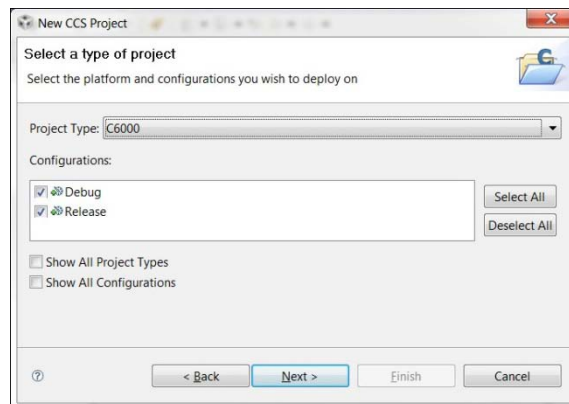 New CCS Project
Select a type of project
Select the platform and configurations you wish to deploy on
Project Type: C6000
Configurations:
Debug
Release
Select All
Deselect All
Show All Project Types
Show All Configurations
< Back
Next >
Finish
Cancel